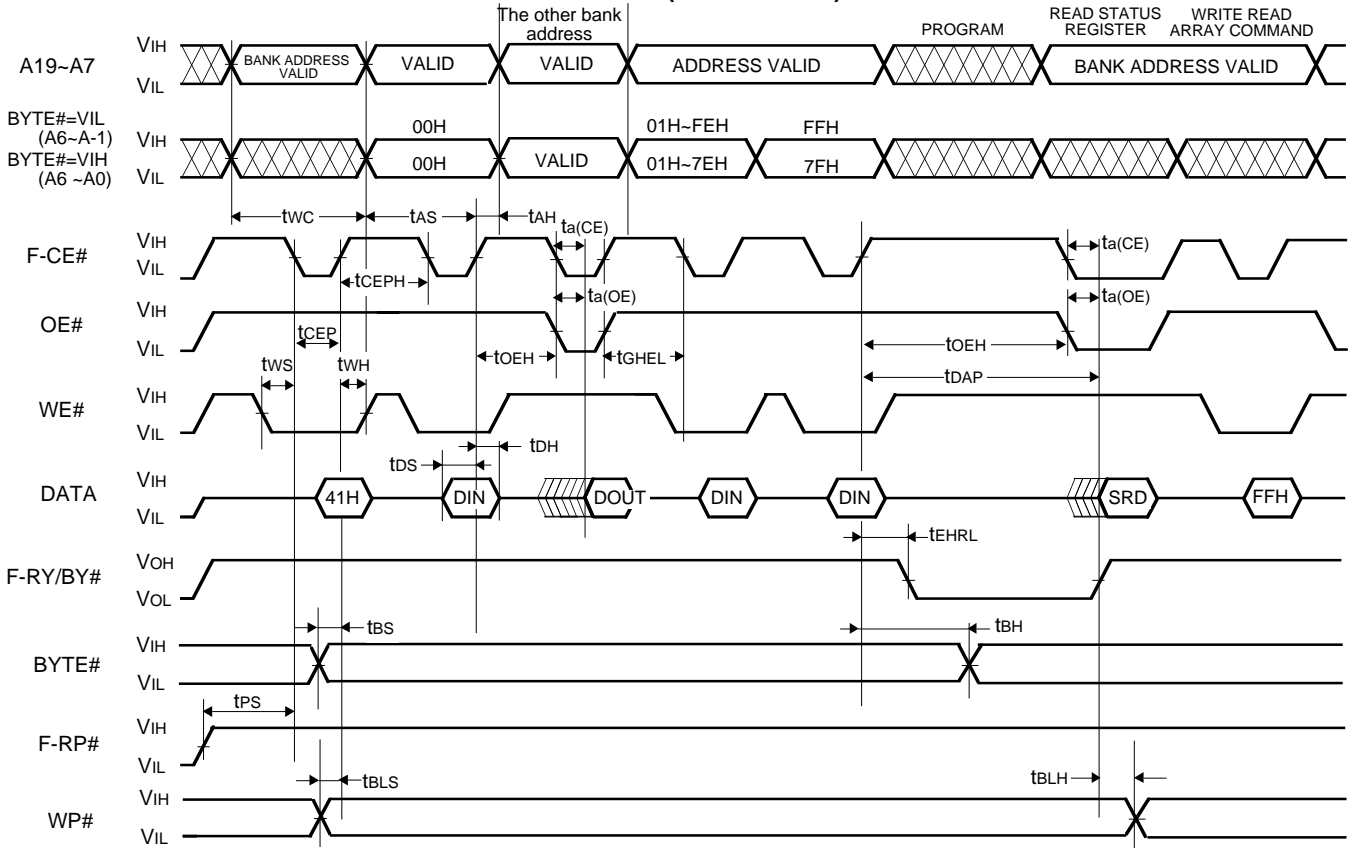 The other bank
address
PROGRAM
READ STATUS
REGISTER
WRITE READ
ARRAY COMMAND
A19~A7
VIH
VIL
BANK ADDRESS
VALID
VALID
VALID
ADDRESS VALID
BANK ADDRESS VALID
BYTE#=VIL
(A6~A-1)
BYTE#=VIH
(A6 ~A0)
VIH
VIL
00H
01H~FEH
FFH
00H
VALID
01H~7EH
7FH
tWC
tAS
tAH
ta(CE)
F-CE#
VIH
VIL
tCEPH
ta(CE)
OE#
VIH
VIL
ta(OE)
ta(OE)
tCEP
tOEH
tGHEL
tOEH
tWS
tWH
tDAP
WE#
VIH
VIL
tDS
tDH
DATA
VIH
VIL
41H
DIN
DOUT
DIN
DIN
SRD
FFH
tEHRL
F-RY/BY#
VOH
VOL
tBS
tBH
BYTE#
VIH
VIL
tPS
F-RP#
VIH
VIL
tBLS
tBLH
WP#
VIH
VIL